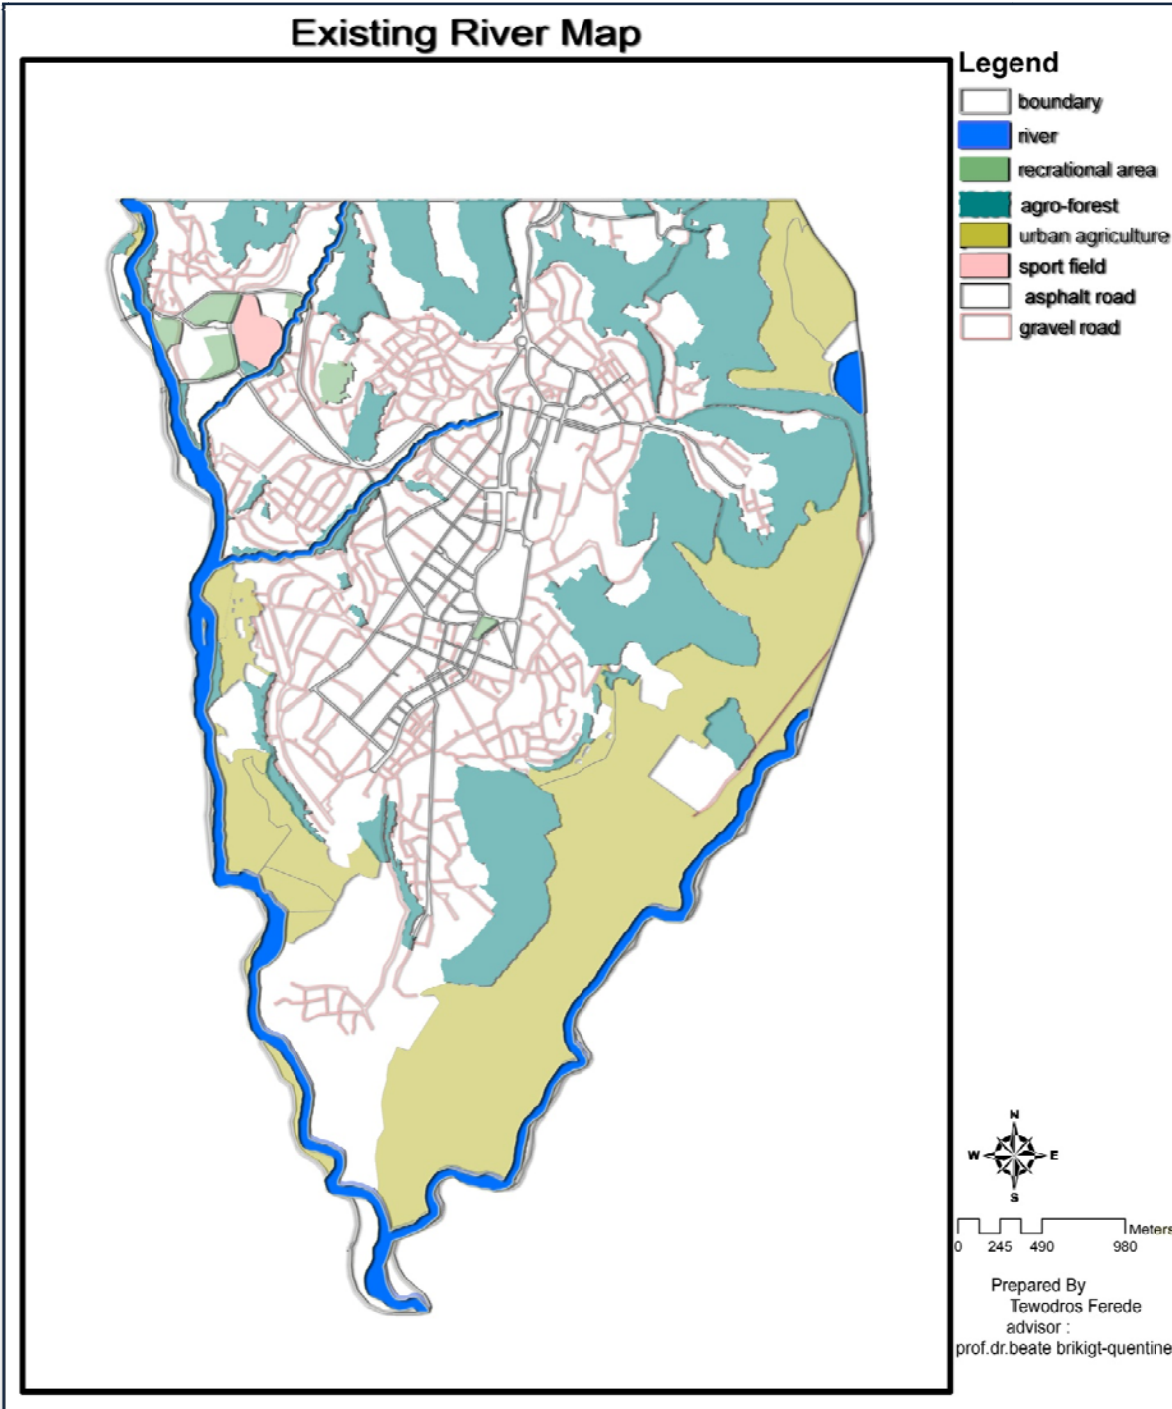 Existing River Map
Legend
boundary
river
recrational area
agro-forest
urban agriculture
sport field
asphalt road
gravel road
N
W E
S
Meters
0 245 490 980
Prepared By
Tewodros Ferede
advisor :
prof.dr.beate brikigt-quentine